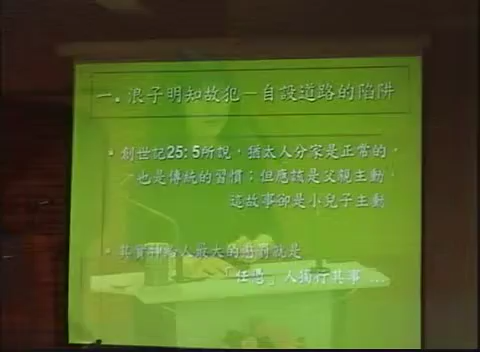 一. 浪子明知故犯－自設道路的陷阱
• 創世記25:5所說，猶太人分家是正常的，
也是傳統的習慣；但應該是父親主動，
這故事卻是小兒子主動
• 其實神給人最大的 就是
「任憑」人獨行其事 ...